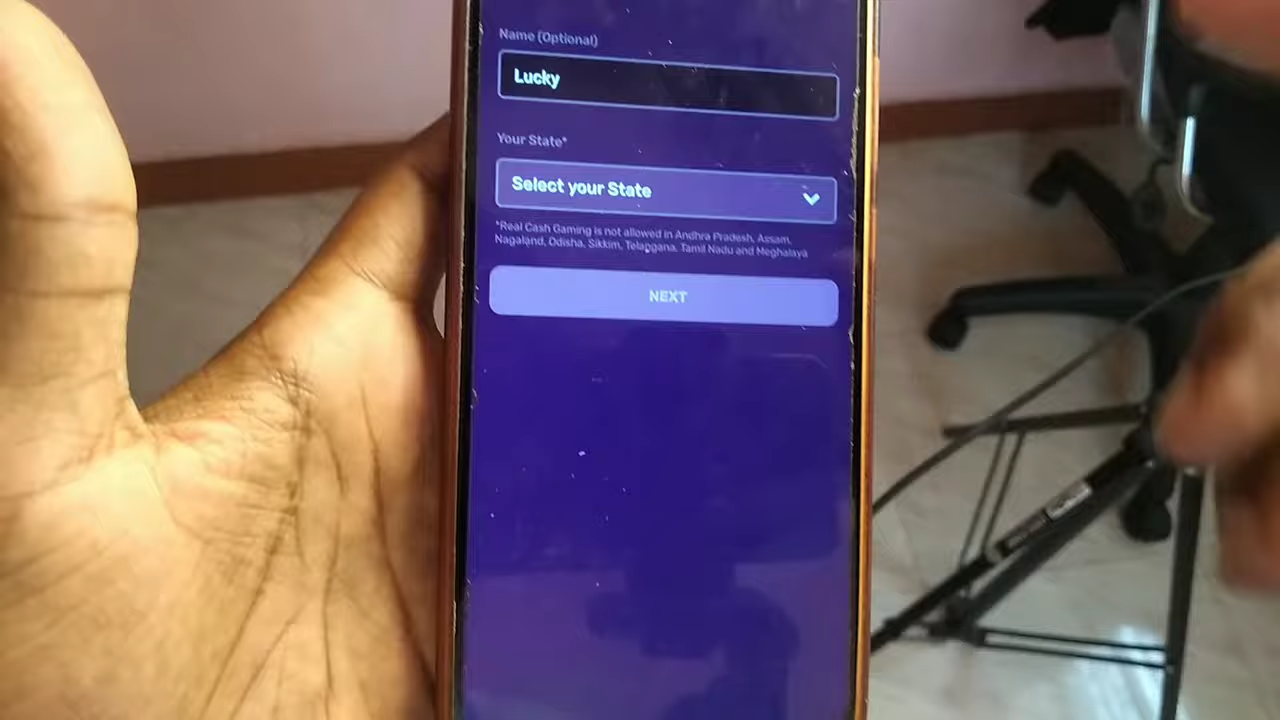 Name (Optional)
Lucky
Your State*
Select your State
*Real Cash Gaming is not allowed in Andhra Pradesh, Assam,
Nagaland, Odisha, Sikkim, Telangana, Tamil Nadu and Meghalaya
NEXT